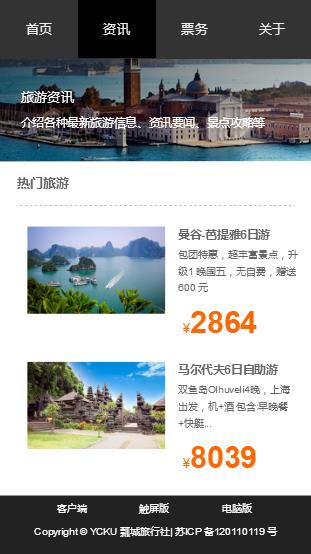 首页 资讯 票务 关于
旅游资讯
介绍各种最新旅游信息、资讯要闻、景点攻略等
热门旅游
曼谷-芭提雅6日游
包团特惠，超丰富景点，升
级1 晚国五，无自费，赠送
600 元
¥2864
马尔代夫6日自助游
双鱼岛Olhuveli4晚，上海
出发，机+酒 包含:早晚餐
+快艇...
¥8039
客户端 触屏版 电脑版
Copyright © YCKU 瓢城旅行社| 苏ICP 备120110119 号